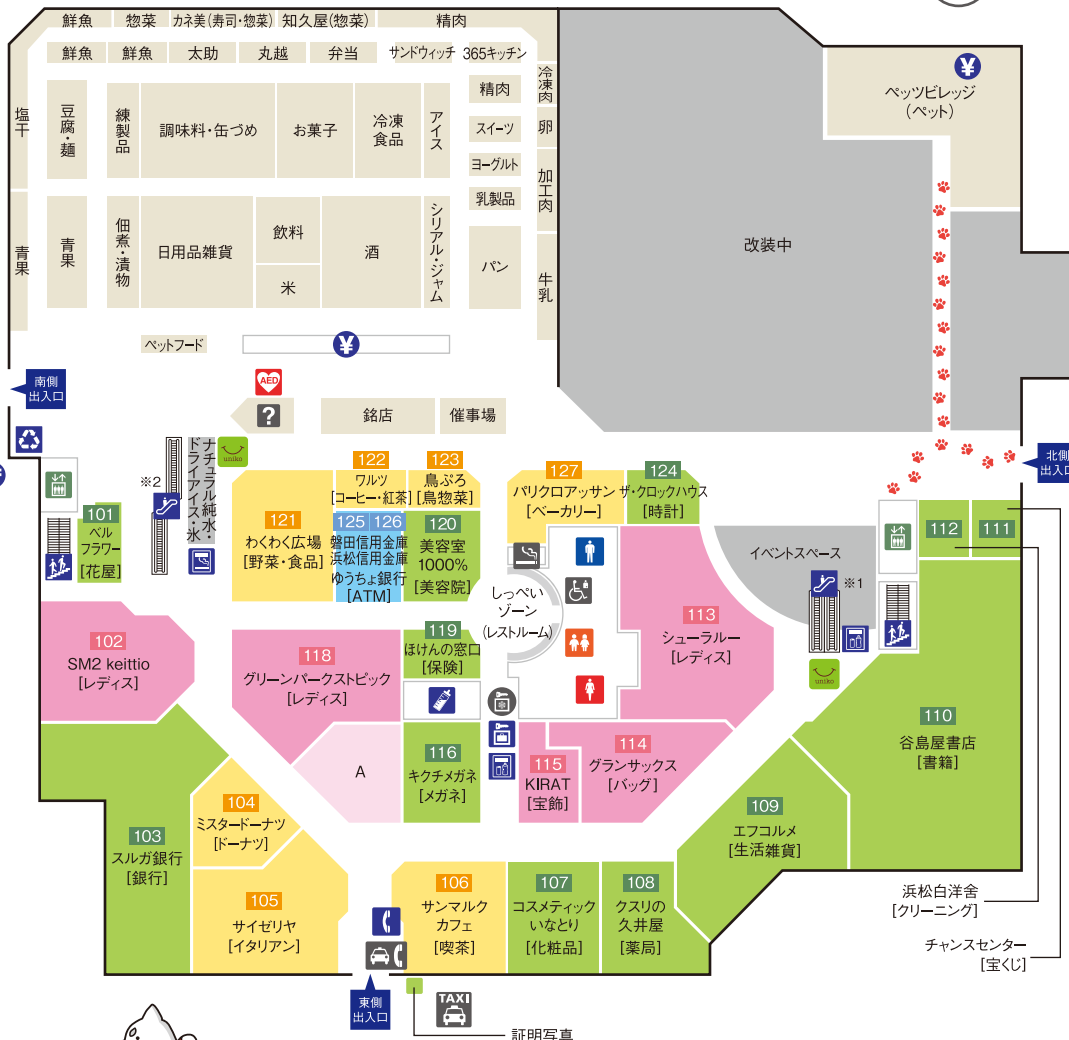 鮮魚
惣菜
カネ美(寿司・惣菜)
知久屋(惣菜)
精肉
鮮魚
鮮魚
太助
丸越
弁当
サンドウィッチ
365キッチン
塩干
豆腐・麺
練製品
調味料・缶づめ
お菓子
冷凍
食品
アイス
精肉
スイーツ
ヨーグルト
乳製品
冷凍肉
卵
加工肉
牛乳
青果
青果
佃煮・漬物
日用品雑貨
飲料
米
酒
シリアル・ジャム
パン
ペットフード
¥
¥
ペッツビレッジ
(ペット)
改装中
南側
出入口
北側
出入口
AED
?
銘店
催事場
ナチュラル純水・
ドライアイス・氷
uniko
※2
101
ベル
フラワー
[花屋]
121
わくわく広場
[野菜・食品]
122
ワルツ
[コーヒー・紅茶]
123
鳥ぷろ
[鳥惣菜]
125
126
磐田信用金庫
浜松信用金庫
ゆうちょ銀行
[ATM]
120
美容室
1000%
[美容院]
127
パリクロアッサン
[ベーカリー]
124
ザ・クロックハウス
[時計]
しっぺい
ゾーン
(レストルーム)
イベントスペース
※1
uniko
112
111
102
SM2 keittio
[レディス]
118
グリーンパークストピック
[レディス]
119
ほけんの窓口
[保険]
113
シューラルー
[レディス]
110
谷島屋書店
[書籍]
A
116
キクチメガネ
[メガネ]
115
KIRAT
[宝飾]
114
グランサックス
[バッグ]
109
エフコルメ
[生活雑貨]
103
スルガ銀行
[銀行]
104
ミスタードーナツ
[ドーナツ]
105
サイゼリヤ
[イタリアン]
106
サンマルク
カフェ
[喫茶]
107
コスメティック
いなとり
[化粧品]
108
クスリの
久井屋
[薬局]
浜松白洋舎
[クリーニング]
チャンスセンター
[宝くじ]
東側
出入口
TAXI
証明写真